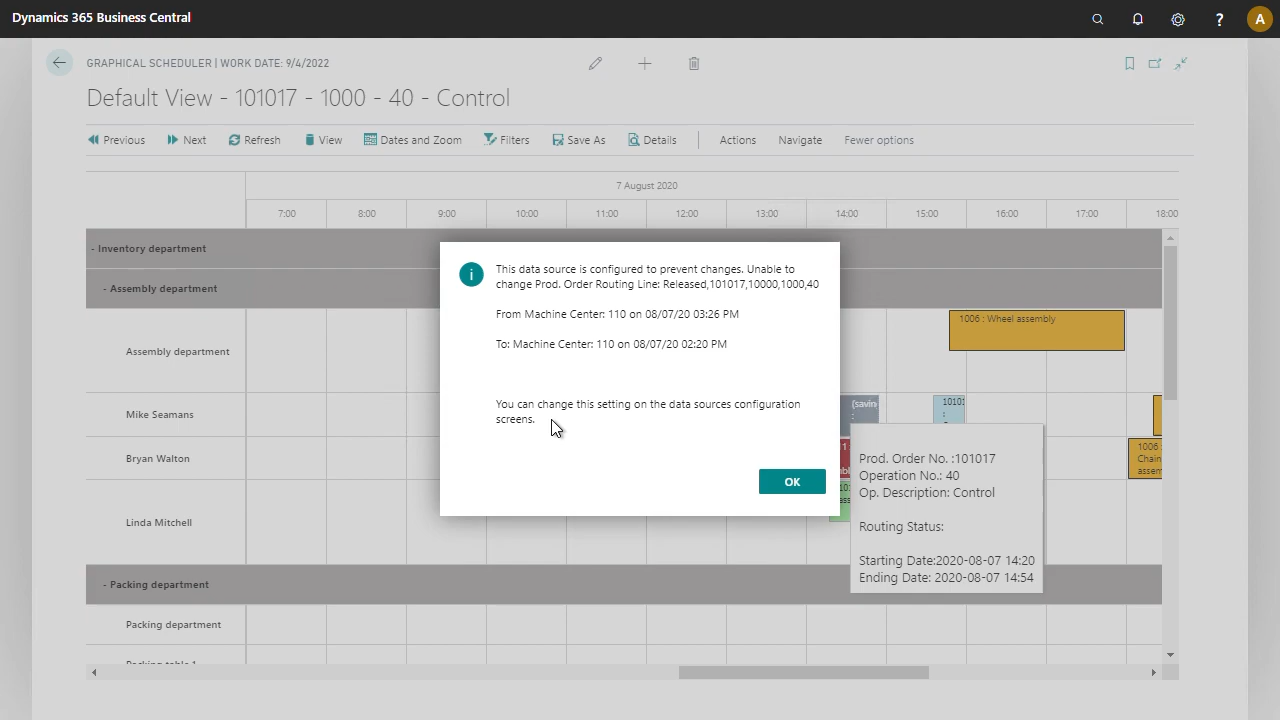 Dynamics 365 Business Central
?
A
GRAPHICAL SCHEDULER | WORK DATE: 9/4/2022
Default View - 101017 - 1000 - 40 - Control
Previous
Next
Refresh
View
Dates and Zoom
Filters
Save As
Details
Actions
Navigate
Fewer options
7 August 2020
7:00
8:00
9:00
10:00
11:00
12:00
13:00
14:00
15:00
16:00
17:00
18:00
- Inventory department
- Assembly department
Assembly department
1006 : Wheel assembly
Mike Seamans
(savin
:
10101
:
Bryan Walton
1006
Chain
assem
Linda Mitchell
- Packing department
Packing department
i
This data source is configured to prevent changes. Unable to
change Prod. Order Routing Line: Released,101017,10000,1000,40
From Machine Center: 110 on 08/07/20 03:26 PM
To: Machine Center: 110 on 08/07/20 02:20 PM
You can change this setting on the data sources configuration
screens.
OK
Prod. Order No. :101017
Operation No.: 40
Op. Description: Control
Routing Status:
Starting Date:2020-08-07 14:20
Ending Date: 2020-08-07 14:54